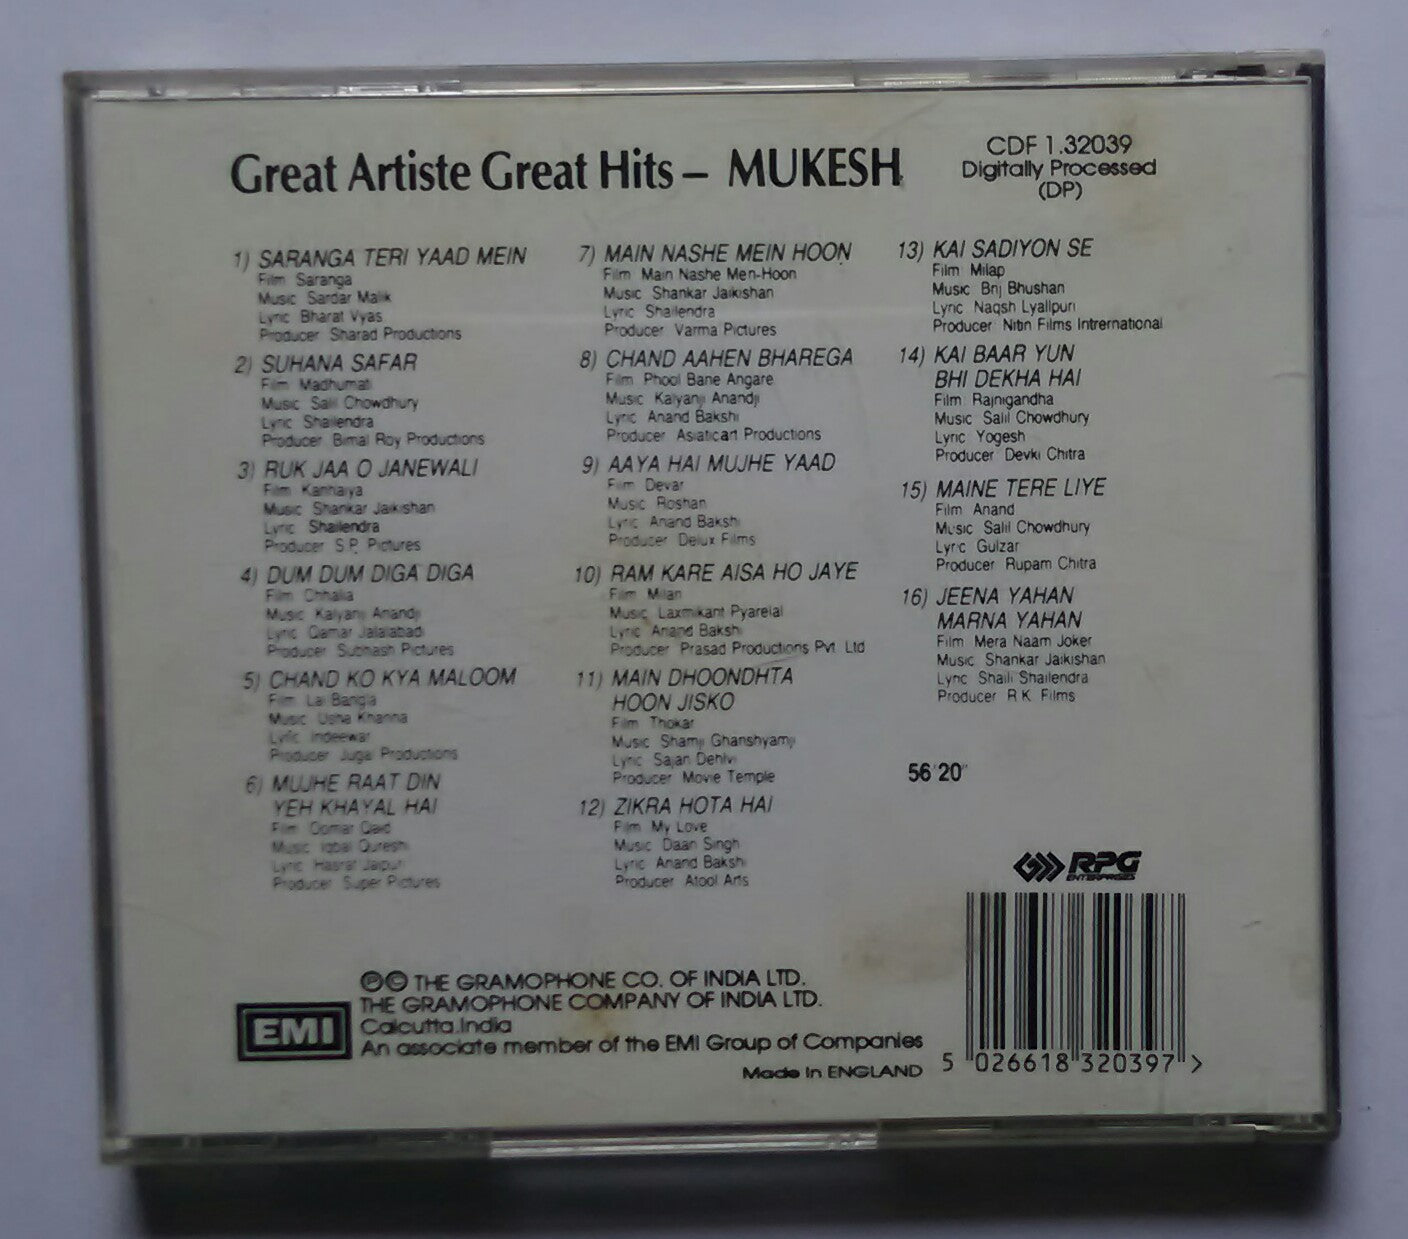 Great Artiste Great Hits – MUKESH
CDF 1.32039
Digitally Processed
(DP)
1) SARANGA TERI YAAD MEIN
Film Saranga
Music Sardar Malik
Lyric Bharat Vyas
Producer Sharad Productions
2) SUHANA SAFAR
Film Madhumati
Music Salil Chowdhury
Lyric Shailendra
Producer Bimal Roy Productions
3) RUK JAA O JANEWALI
Film Kanhaiya
Music Shankar Jaikishan
Lyric Shailendra
Producer S.P. Pictures
4) DUM DUM DIGA DIGA
Film Chhalia
Music Kalyanji Anandji
Lyric Qamar Jalalabad
Producer Subhash Pictures
5) CHAND KO KYA MALOOM
Film Lal Bangla
Music Usha Khanna
Lyric Indeewar
Producer Jugal Productions
6) MUJHE RAAT DIN
YEH KHAYAL HAI
Film Oomar Qaid
Music Iqbal Qureshi
Lyric Hasrat Jaipuri
Producer Super Pictures
7) MAIN NASHE MEIN HOON
Film Main Nashe Men-Hoon
Music Shankar Jaikishan
Lyric Shailendra
Producer Varma Pictures
8) CHAND AAHEN BHAREGA
Film Phool Bane Angare
Music Kalyanji Anandji
Lyric Anand Bakshi
Producer Asiaticart Productions
9) AAYA HAI MUJHE YAAD
Film Devar
Music Roshan
Lyric Anand Bakshi
Producer Delux Films
10) RAM KARE AISA HO JAYE
Film Milan
Music Laxmikant Pyarelal
Lyric Anand Bakshi
Producer Prasad Productions Pvt. Ltd
11) MAIN DHOONDHTA
HOON JISKO
Film Thokar
Music Shamji Ghanshyamji
Lyric Sajan Dehlvi
Producer Movie Temple
12) ZIKRA HOTA HAI
Film My Love
Music Daan Singh
Lyric Anand Bakshi
Producer Atool Arts
13) KAI SADIYON SE
Film Milap
Music Brij Bhushan
Lyric Naqsh Lyallpuri
Producer Nitin Films Intrernational
14) KAI BAAR YUN
BHI DEKHA HAI
Film Rajnigandha
Music Salil Chowdhury
Lyric Yogesh
Producer Devki Chitra
15) MAINE TERE LIYE
Film Anand
Music Salil Chowdhury
Lyric Gulzar
Producer Rupam Chitra
16) JEENA YAHAN
MARNA YAHAN
Film Mera Naam Joker
Music Shankar Jaikishan
Lyric Shaili Shailendra
Producer R.K. Films
56'20"
RPG
ENTERPRISES
EMI
Ⓟ© THE GRAMOPHONE CO. OF INDIA LTD.
THE GRAMOPHONE COMPANY OF INDIA LTD.
Calcutta.India
An associate member of the EMI Group of Companies
Made in ENGLAND
5 026618 320397 >